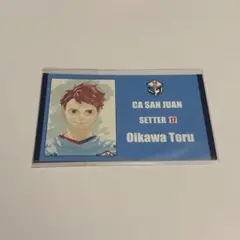 CA SAN JUAN
SETTER 17
Oikawa Toru